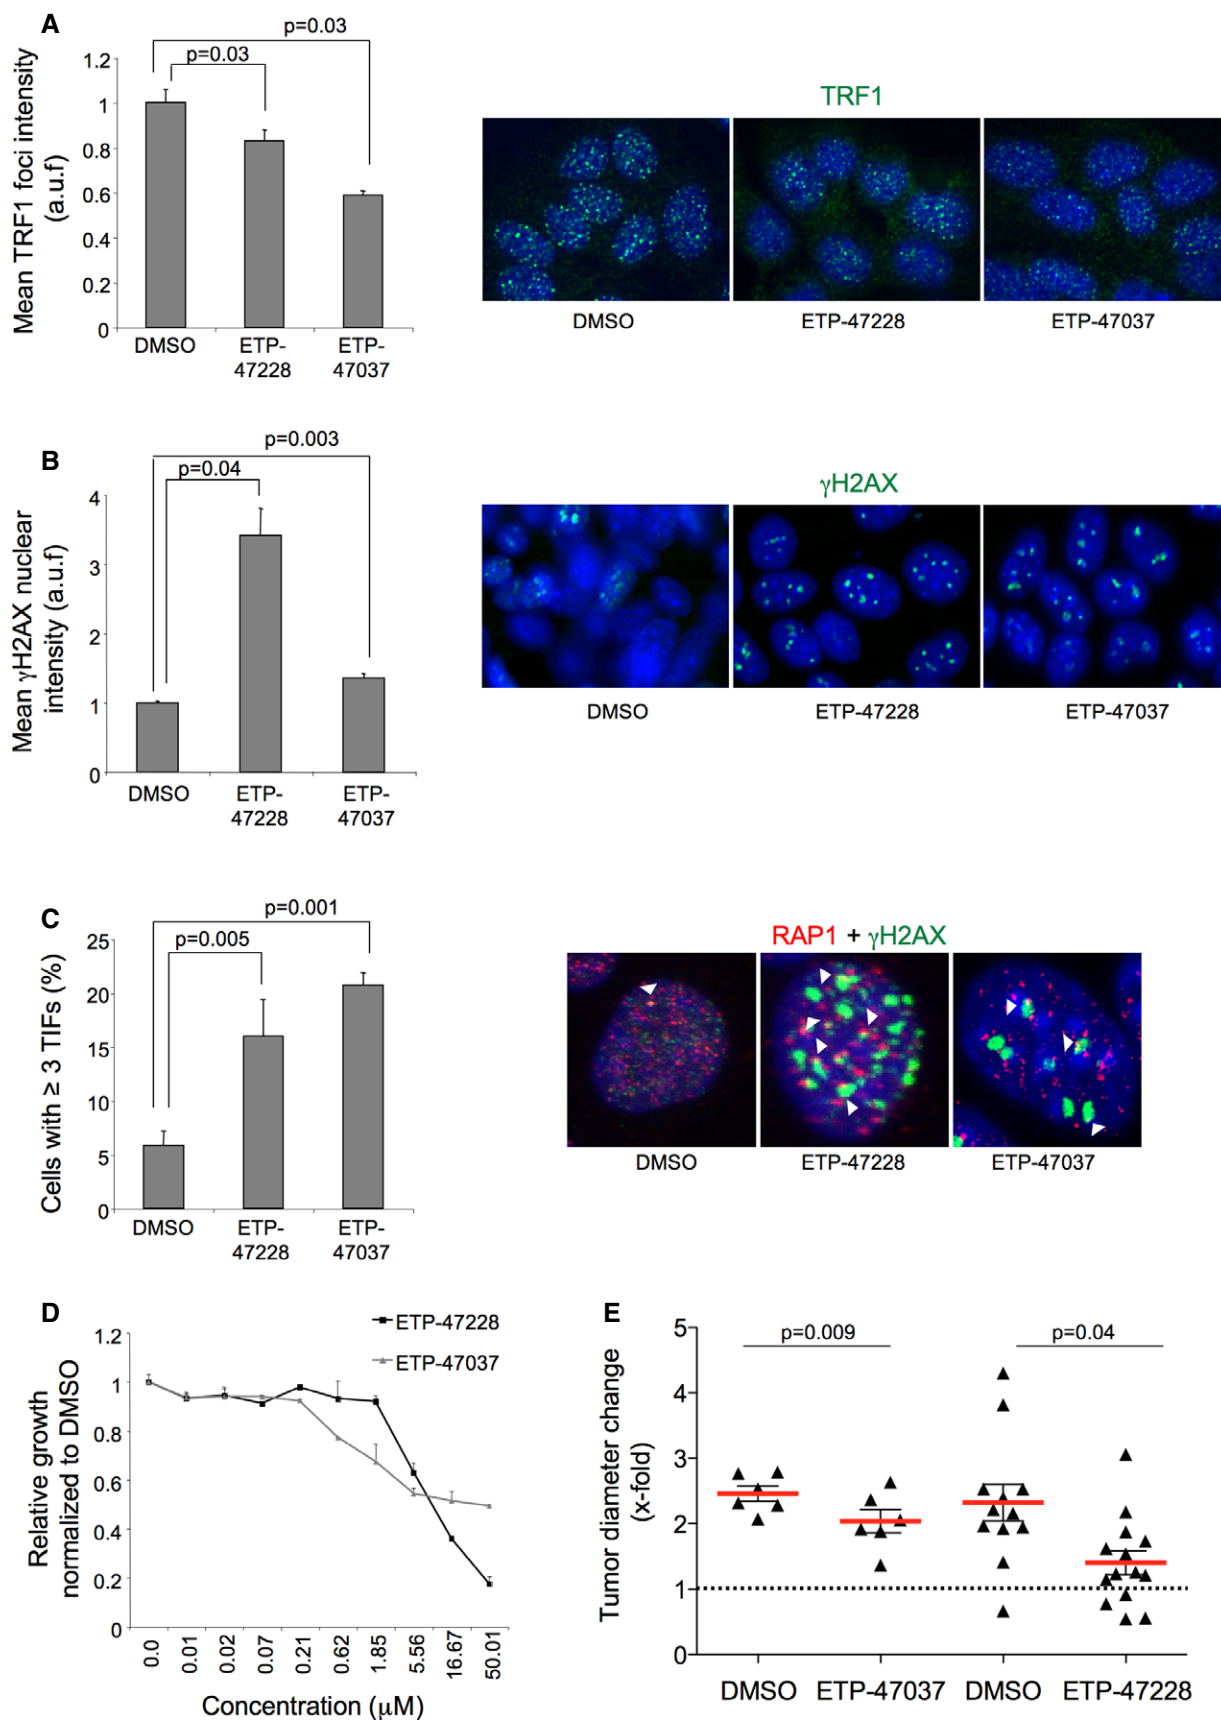 A
Mean TRF1 foci intensity
(a.u.f)
1.2
1
0.8
0.6
0.4
0.2
0
p=0.03
p=0.03
DMSO
ETP-
47228
ETP-
47037
TRF1
DMSO
ETP-47228
ETP-47037
B
Mean γH2AX nuclear
intensity (a.u.f)
4
3
2
1
0
p=0.003
p=0.04
DMSO
ETP-
47228
ETP-
47037
γH2AX
DMSO
ETP-47228
ETP-47037
C
Cells with ≥ 3 TIFs (%)
25
20
15
10
5
0
p=0.001
p=0.005
DMSO
ETP-
47228
ETP-
47037
RAP1 + γH2AX
DMSO
ETP-47228
ETP-47037
D
Relative growth
normalized to DMSO
1.2
1
0.8
0.6
0.4
0.2
0
ETP-47228
ETP-47037
0.0
0.01
0.02
0.07
0.21
0.62
1.85
5.56
16.67
50.01
Concentration (μM)
E
Tumor diameter change
(x-fold)
5
4
3
2
1
0
p=0.009
p=0.04
DMSO
ETP-47037
DMSO
ETP-47228